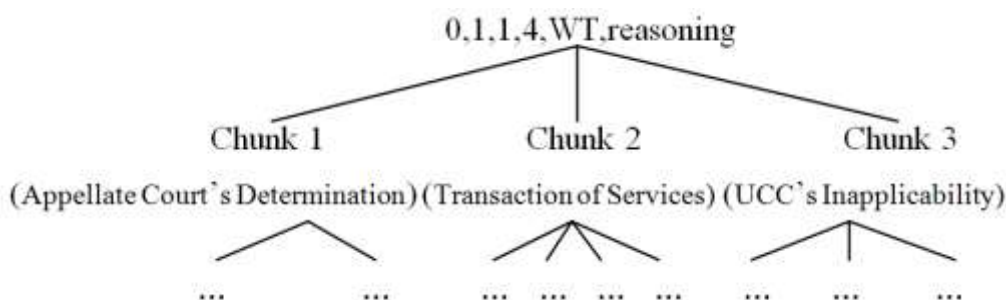 0,1,1,4,WT,reasoning
Chunk 1 Chunk 2 Chunk 3
(Appellate Court's Determination) (Transaction of Services) (UCC's Inapplicability)
... ... ... ... ... ... ... ... ...